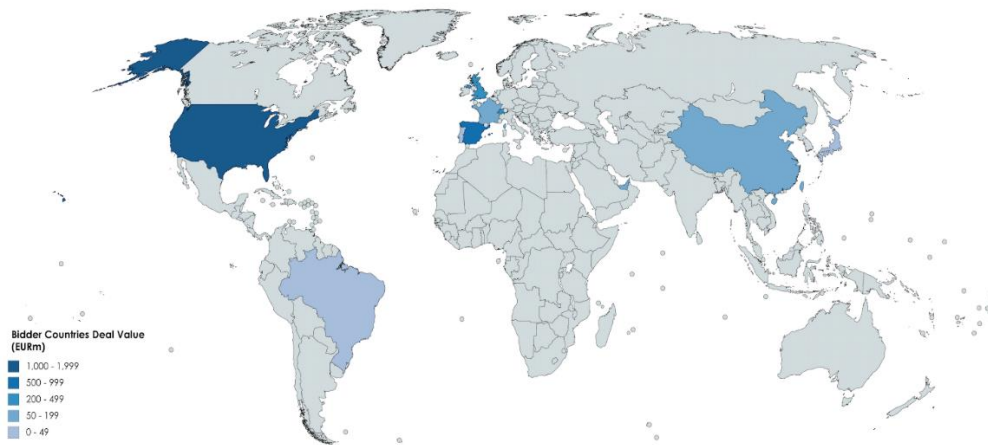 Bidder Countries Deal Value
(EURm)
1,000 - 1,999
500 - 999
200 - 499
50 - 199
0 - 49